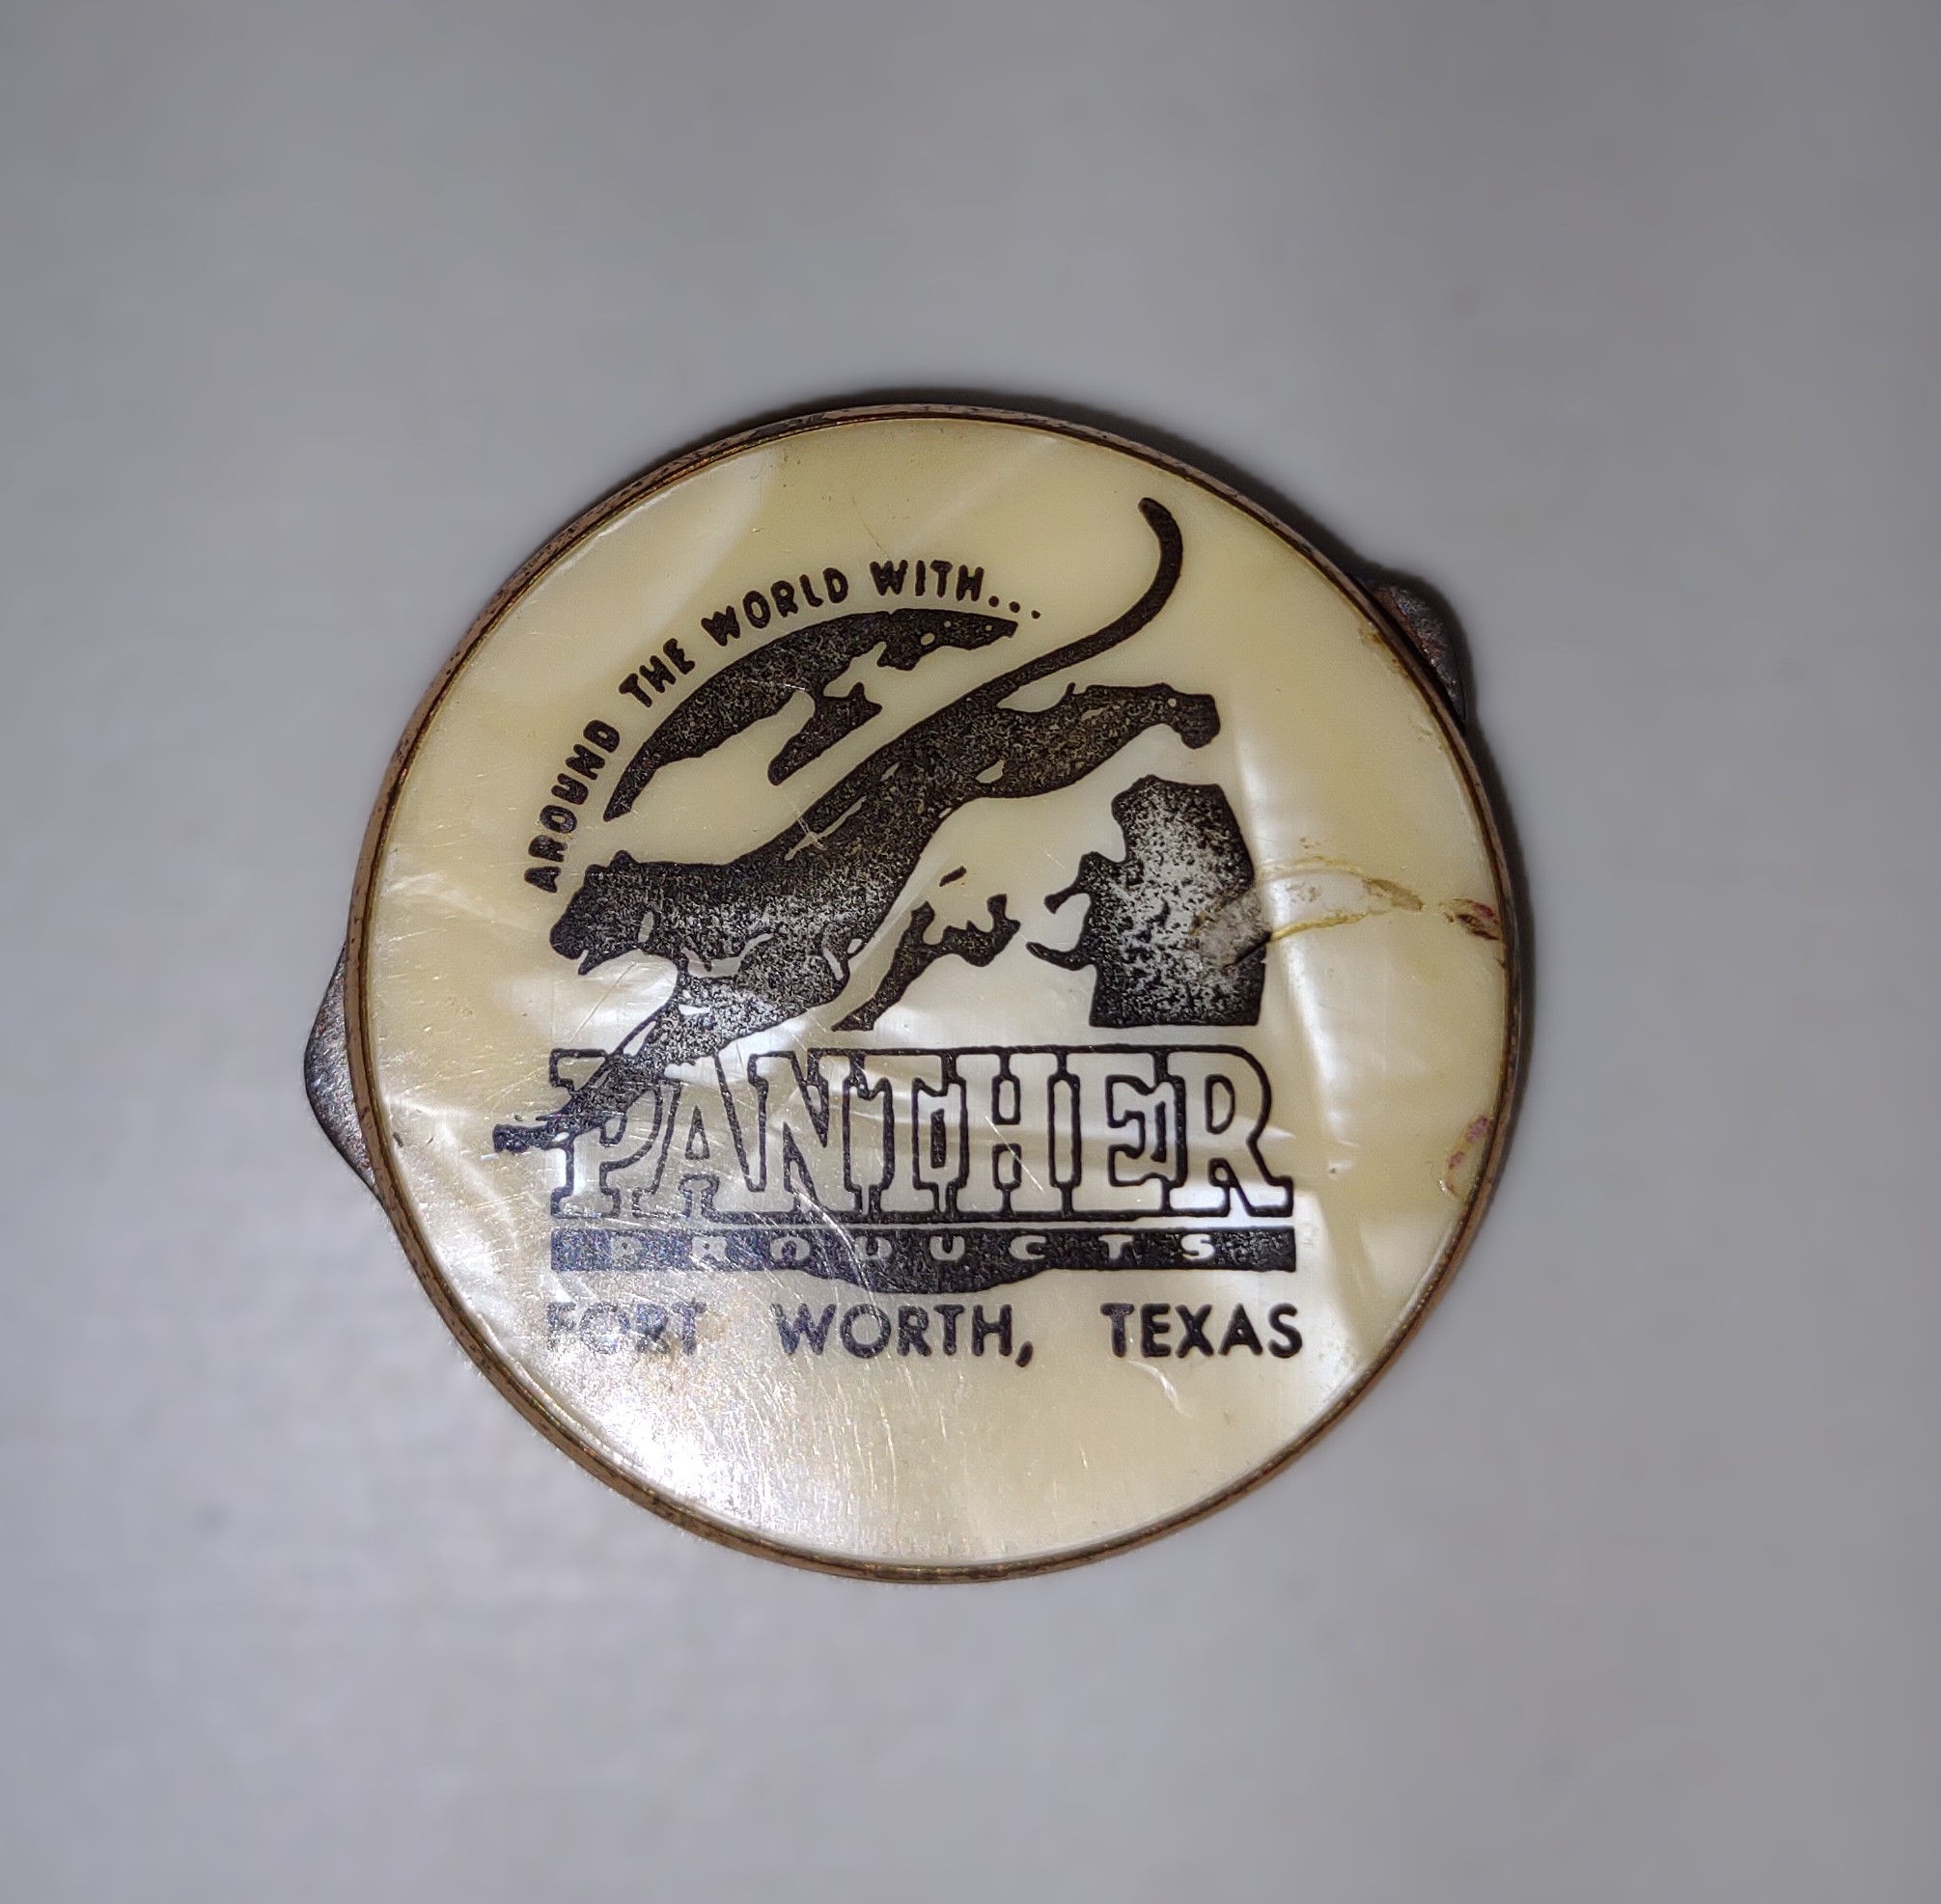 AROUND THE WORLD WITH...
PANTHER
PRODUCTS
FORT WORTH, TEXAS